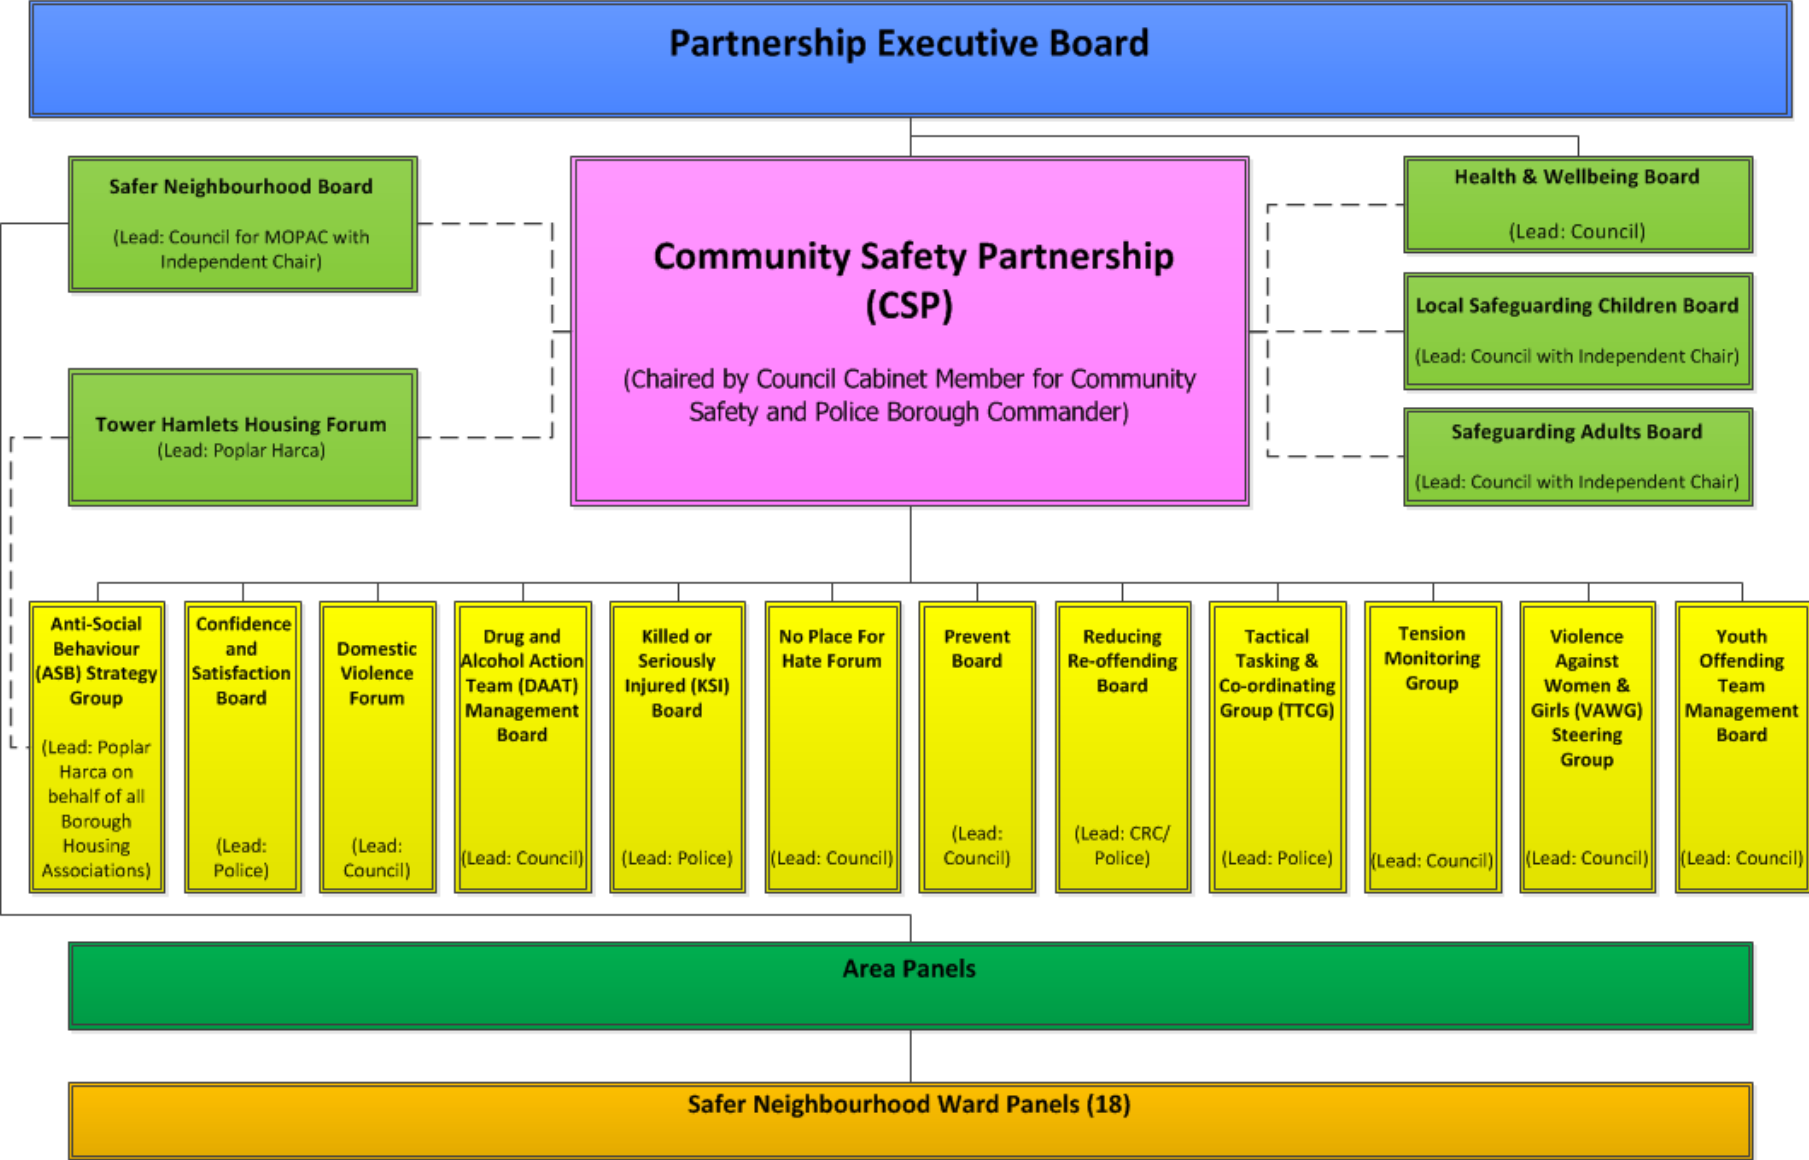 Partnership Executive Board
Safer Neighbourhood Board
(Lead: Council for MOPAC with
Independent Chair)
Tower Hamlets Housing Forum
(Lead: Poplar Harca)
Community Safety Partnership
(CSP)
(Chaired by Council Cabinet Member for Community
Safety and Police Borough Commander)
Health & Wellbeing Board
(Lead: Council)
Local Safeguarding Children Board
(Lead: Council with Independent Chair)
Safeguarding Adults Board
(Lead: Council with Independent Chair)
Anti-Social
Behaviour
(ASB) Strategy
Group
(Lead: Poplar
Harca on
behalf of all
Borough
Housing
Associations)
Confidence
and
Satisfaction
Board
(Lead:
Police)
Domestic
Violence
Forum
(Lead:
Council)
Drug and
Alcohol Action
Team (DAAT)
Management
Board
(Lead: Council)
Killed or
Seriously
Injured (KSI)
Board
(Lead: Police)
No Place For
Hate Forum
(Lead: Council)
Prevent
Board
(Lead:
Council)
Reducing
Re-offending
Board
(Lead: CRC/
Police)
Tactical
Tasking &
Co-ordinating
Group (TTCG)
(Lead: Police)
Tension
Monitoring
Group
(Lead: Council)
Violence
Against
Women &
Girls (VAWG)
Steering
Group
(Lead: Council)
Youth
Offending
Team
Management
Board
(Lead: Council)
Area Panels
Safer Neighbourhood Ward Panels (18)